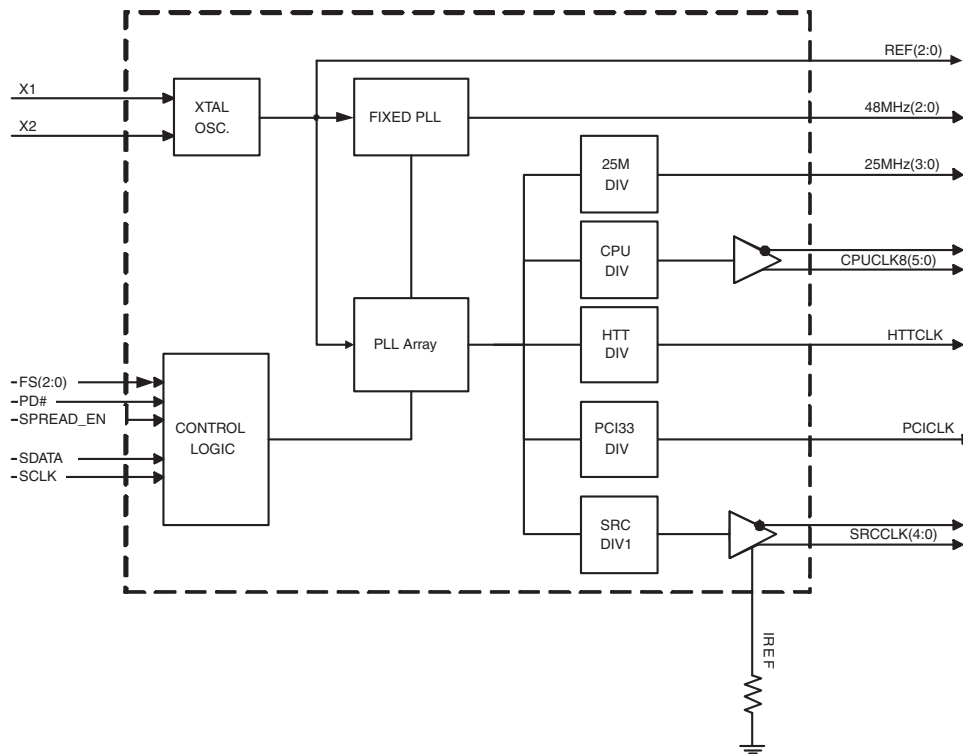 REF(2:0)
X1
XTAL
OSC.
X2
FIXED PLL
48MHz(2:0)
25M
DIV
25MHz(3:0)
CPU
DIV
CPUCLK8(5:0)
PLL Array
HTT
DIV
HTTCLK
FS(2:0)
PD#
SPREAD_EN
SDATA
SCLK
CONTROL
LOGIC
PCI33
DIV
PCICLK
SRC
DIV1
SRCCLK(4:0)
IREF